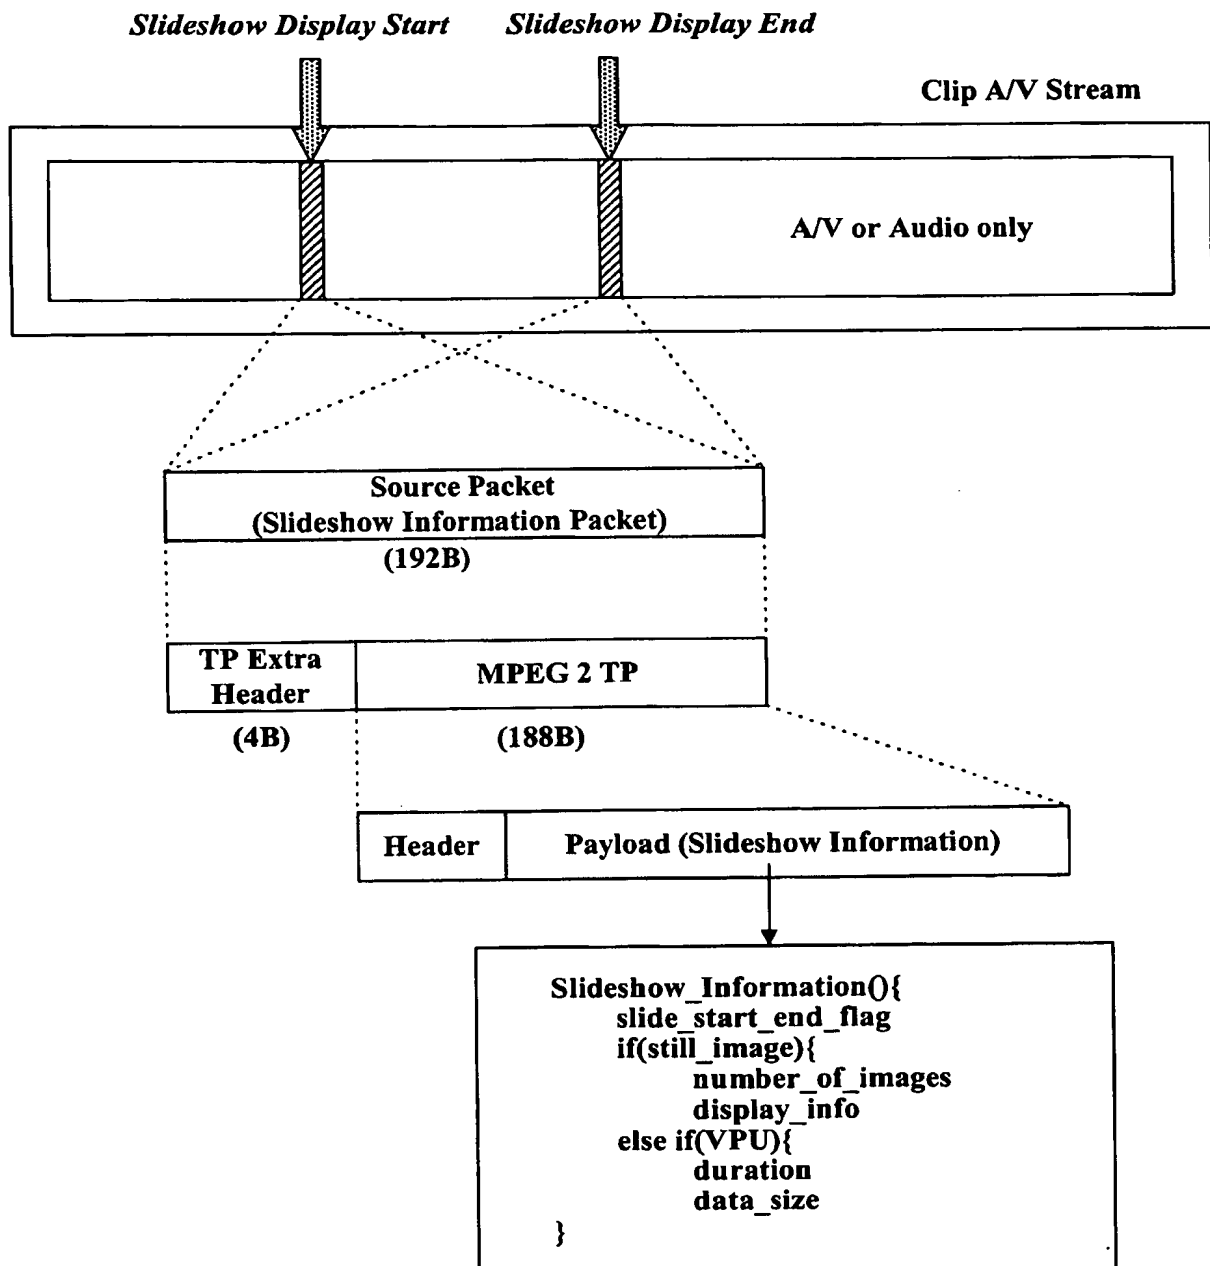 Slideshow Display Start
Slideshow Display End
Clip A/V Stream
A/V or Audio only
Source Packet
(Slideshow Information Packet)
(192B)
TP Extra
Header
MPEG 2 TP
(4B)
(188B)
Header
Payload (Slideshow Information)
Slideshow_Information(){
slide_start_end_flag
if(still_image){
number_of_images
display_info
else if(VPU){
duration
data_size
}